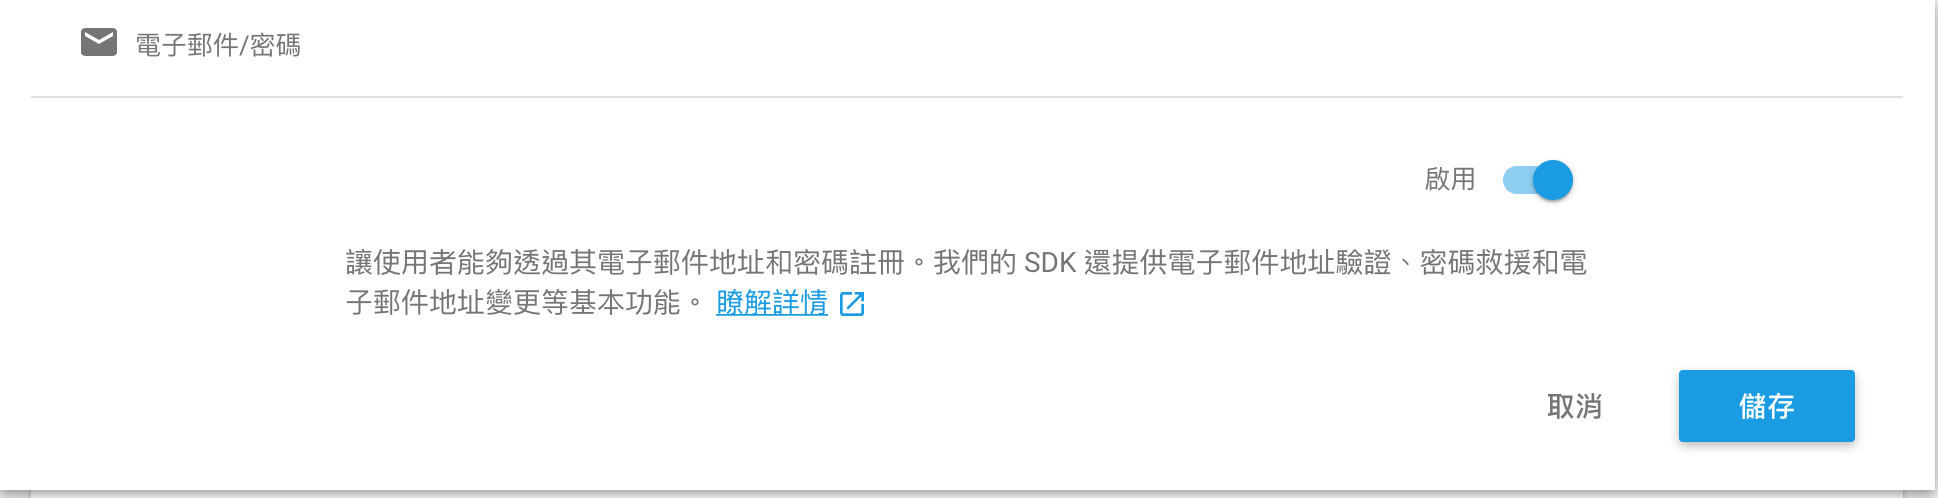 電子郵件/密碼
啟用
讓使用者能夠透過其電子郵件地址和密碼註冊。我們的 SDK 還提供電子郵件地址驗證、密碼救援和電
子郵件地址變更等基本功能。 瞭解詳情
取消 儲存